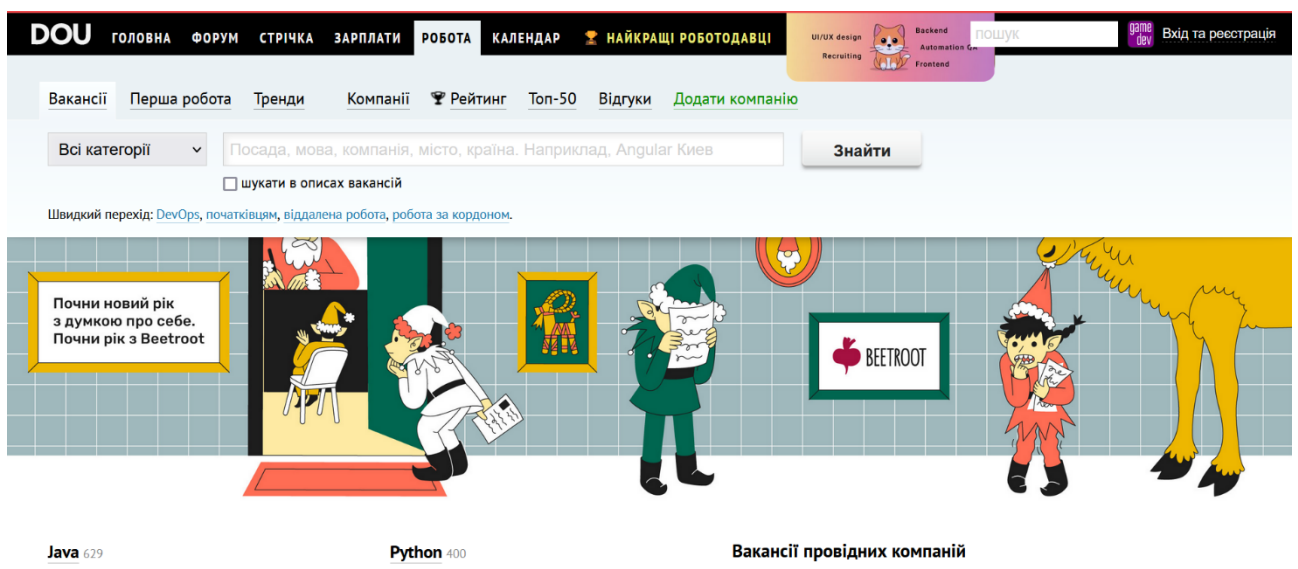 DOU ГОЛОВНА ФОРУМ СТРІЧКА ЗАРПЛАТИ РОБОТА КАЛЕНДАР НАЙКРАЩІ РОБОТОДАВЦІ
UI/UX design
Recruiting
Backend
Automation QA
Frontend
пошук
game
dev
Вхід та реєстрація
Вакансії Перша робота Тренди Компанії Рейтинг Топ-50 Відгуки Додати компанію
Всі категорії
Посада, мова, компанія, місто, країна. Наприклад, Angular Киев
Знайти
шукати в описах вакансій
Швидкий перехід: DevOps, початківцям, віддалена робота, робота за кордоном.
Почни новий рік
з думкою про себе.
Почни рік з Beetroot
BEETROOT
Java 629
Python 400
Вакансії провідних компаній